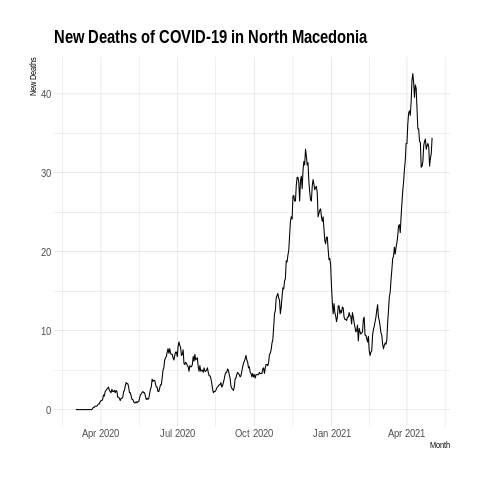 New Deaths of COVID-19 in North Macedonia
New Deaths
40
30
20
10
0
Apr 2020 Jul 2020 Oct 2020 Jan 2021 Apr 2021
Month